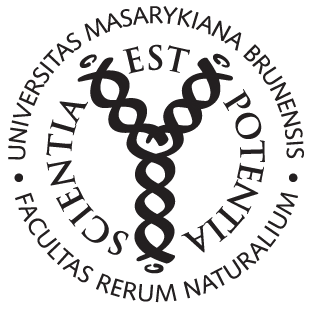 • UNIVERSITAS MASARYKIANA BRUNENSIS •
FACULTAS RERUM NATURALIUM
SCIENTIA EST POTENTIA